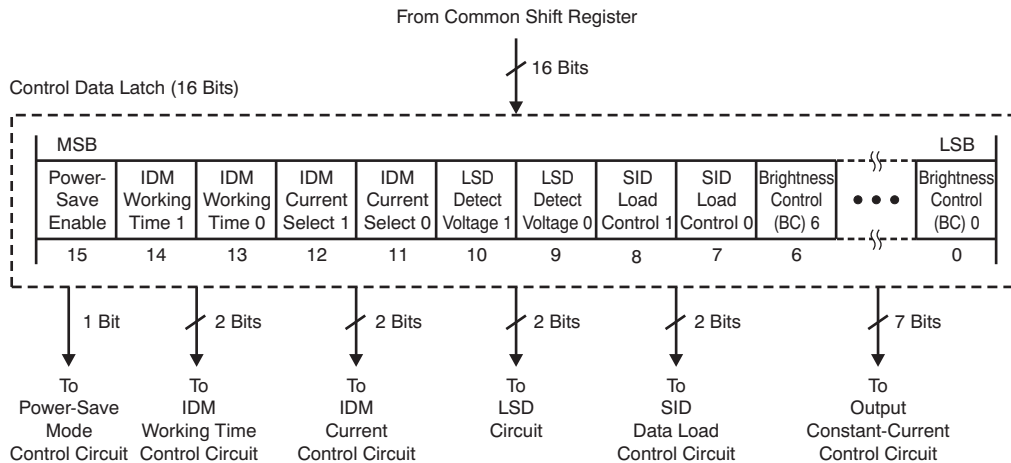 From Common Shift Register
16 Bits
Control Data Latch (16 Bits)
MSB
LSB
Power-
Save
Enable
IDM
Working
Time 1
IDM
Working
Time 0
IDM
Current
Select 1
IDM
Current
Select 0
LSD
Detect
Voltage 1
LSD
Detect
Voltage 0
SID
Load
Control 1
SID
Load
Control 0
Brightness
Control
(BC) 6
Brightness
Control
(BC) 0
15
14
13
12
11
10
9
8
7
6
0
1 Bit
2 Bits
2 Bits
2 Bits
2 Bits
7 Bits
To
Power-Save
Mode
Control Circuit
To
IDM
Working Time
Control Circuit
To
IDM
Current
Control Circuit
To
LSD
Circuit
To
SID
Data Load
Control Circuit
To
Output
Constant-Current
Control Circuit